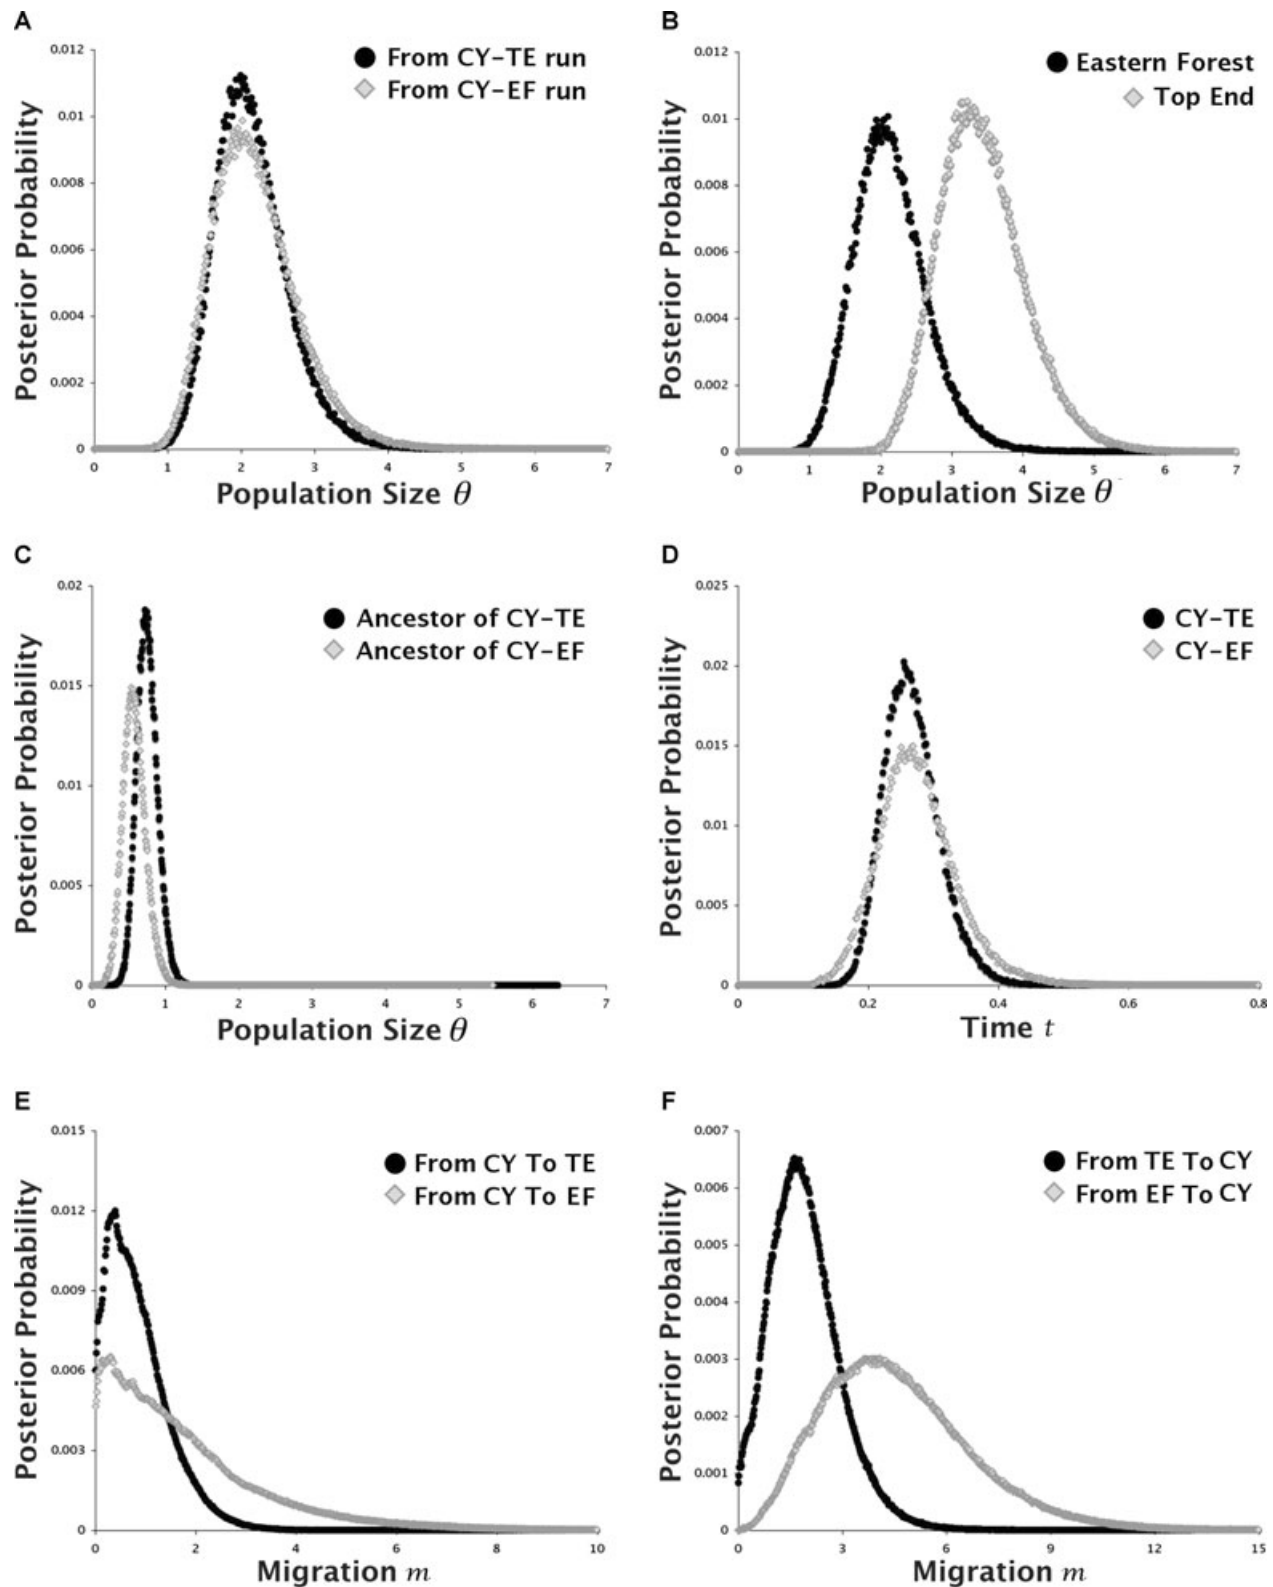 A
0.012
0.01
0.008
0.006
0.004
0.002
0
Posterior Probability
From CY–TE run
From CY–EF run
0 1 2 3 4 5 6 7
Population Size θ
B
0.012
0.01
0.008
0.006
0.004
0.002
0
Posterior Probability
Eastern Forest
Top End
0 1 2 3 4 5 6 7
Population Size θ
C
0.02
0.015
0.01
0.005
0
Posterior Probability
Ancestor of CY–TE
Ancestor of CY–EF
0 1 2 3 4 5 6 7
Population Size θ
D
0.025
0.02
0.015
0.01
0.005
0
Posterior Probability
CY–TE
CY–EF
0 0.2 0.4 0.6 0.8
Time t
E
0.015
0.012
0.009
0.006
0.003
0
Posterior Probability
From CY To TE
From CY To EF
0 2 4 6 8 10
Migration m
F
0.007
0.006
0.005
0.004
0.003
0.002
0.001
0
Posterior Probability
From TE To CY
From EF To CY
0 3 6 9 12 15
Migration m